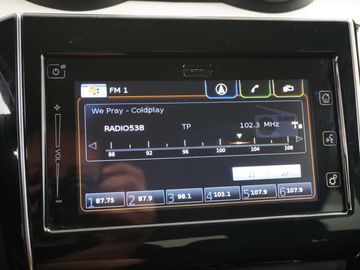 FM 1
We Pray - Coldplay
RADIO538 TP 102.3 MHz
88 92 96 100 104 108
1 87.75 2 87.9 3 98.1 4 103.1 5 107.9 6 107.9
VOL